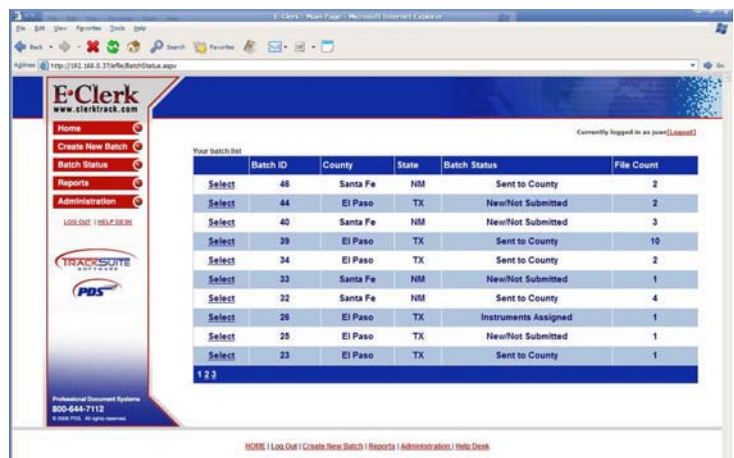 E-Clerk - Main Page - Microsoft Internet Explorer
File Edit View Favorites Tools Help
Back Search Favorites
Address http://192.168.0.37/efile/BatchStatus.aspx Go
E-Clerk
www.clerktrack.com
Currently logged in as juan[Logout]
Home
Create New Batch
Batch Status
Reports
Administration
LOG OUT | HELP DESK
TRACKSUITE
SOFTWARE
PDS
Professional Document Systems
800-644-7112
© 2006 PDS. All rights reserved.
Your batch list
Batch ID County State Batch Status File Count
Select 46 Santa Fe NM Sent to County 2
Select 44 El Paso TX New/Not Submitted 2
Select 40 Santa Fe NM New/Not Submitted 3
Select 39 El Paso TX Sent to County 10
Select 34 El Paso TX Sent to County 2
Select 33 Santa Fe NM New/Not Submitted 1
Select 32 Santa Fe NM Sent to County 4
Select 26 El Paso TX Instruments Assigned 1
Select 25 El Paso TX New/Not Submitted 1
Select 23 El Paso TX Sent to County 1
1 2 3
HOME | Log Out | Create New Batch | Reports | Administration | Help Desk